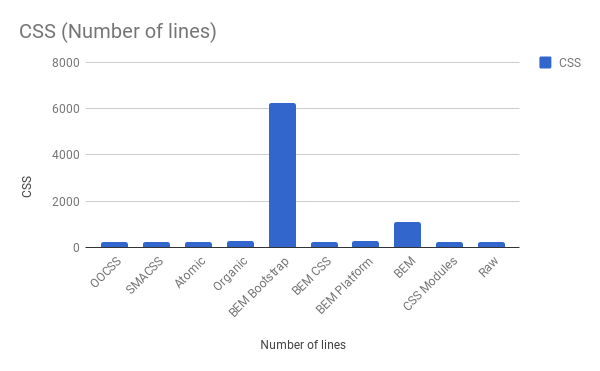 CSS (Number of lines)
CSS
8000
6000
4000
2000
0
CSS
OOCSS
SMACSS
Atomic
Organic
BEM Bootstrap
BEM CSS
BEM Platform
BEM
CSS Modules
Raw
Number of lines